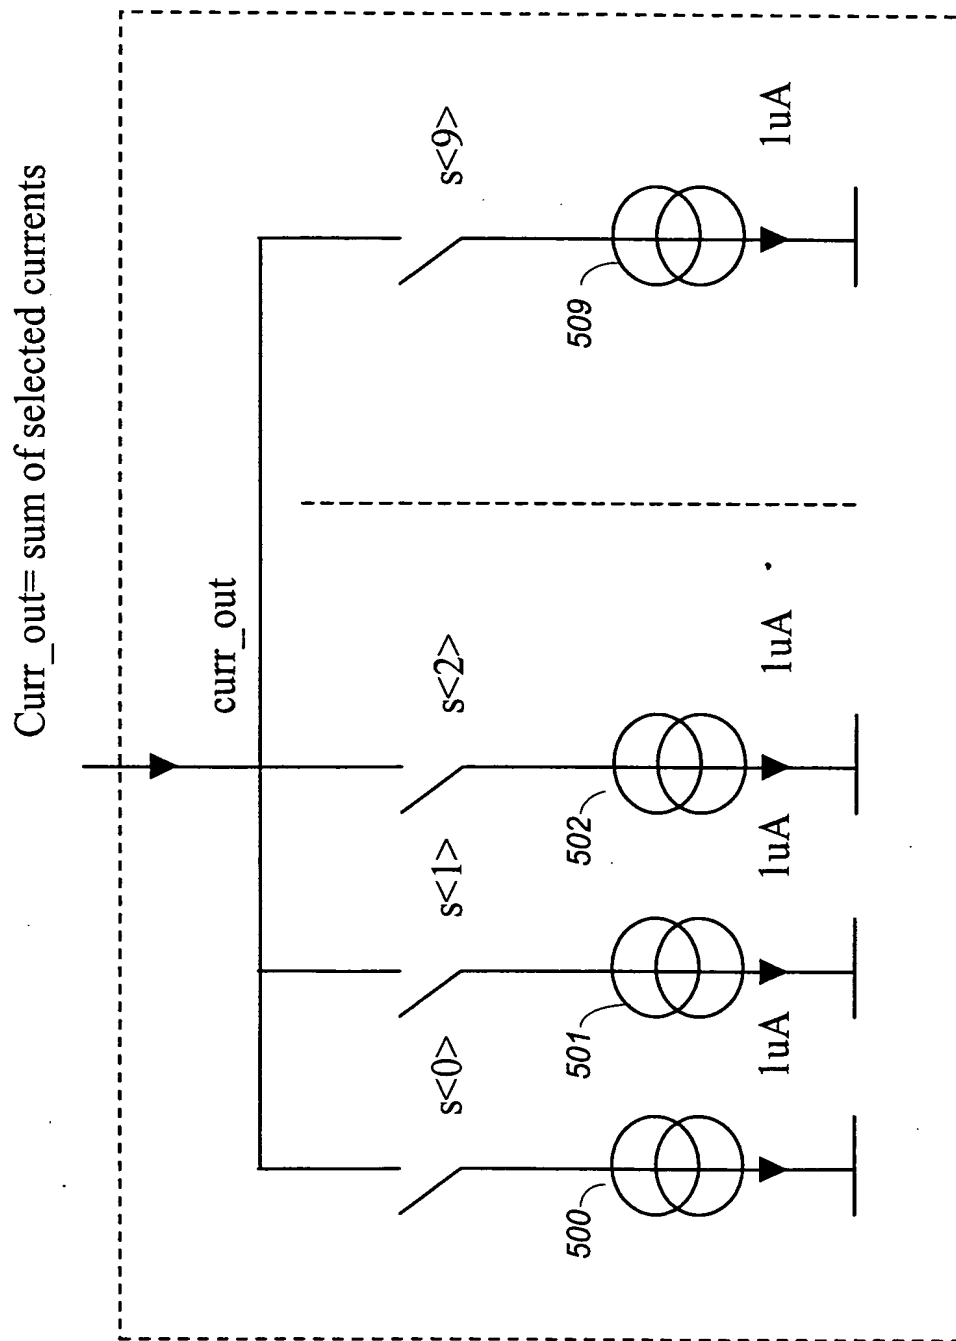 Curr_out= sum of selected currents
curr_out
s<0>
s<1>
s<2>
s<9>
500
501
502
509
1uA
1uA
1uA
1uA